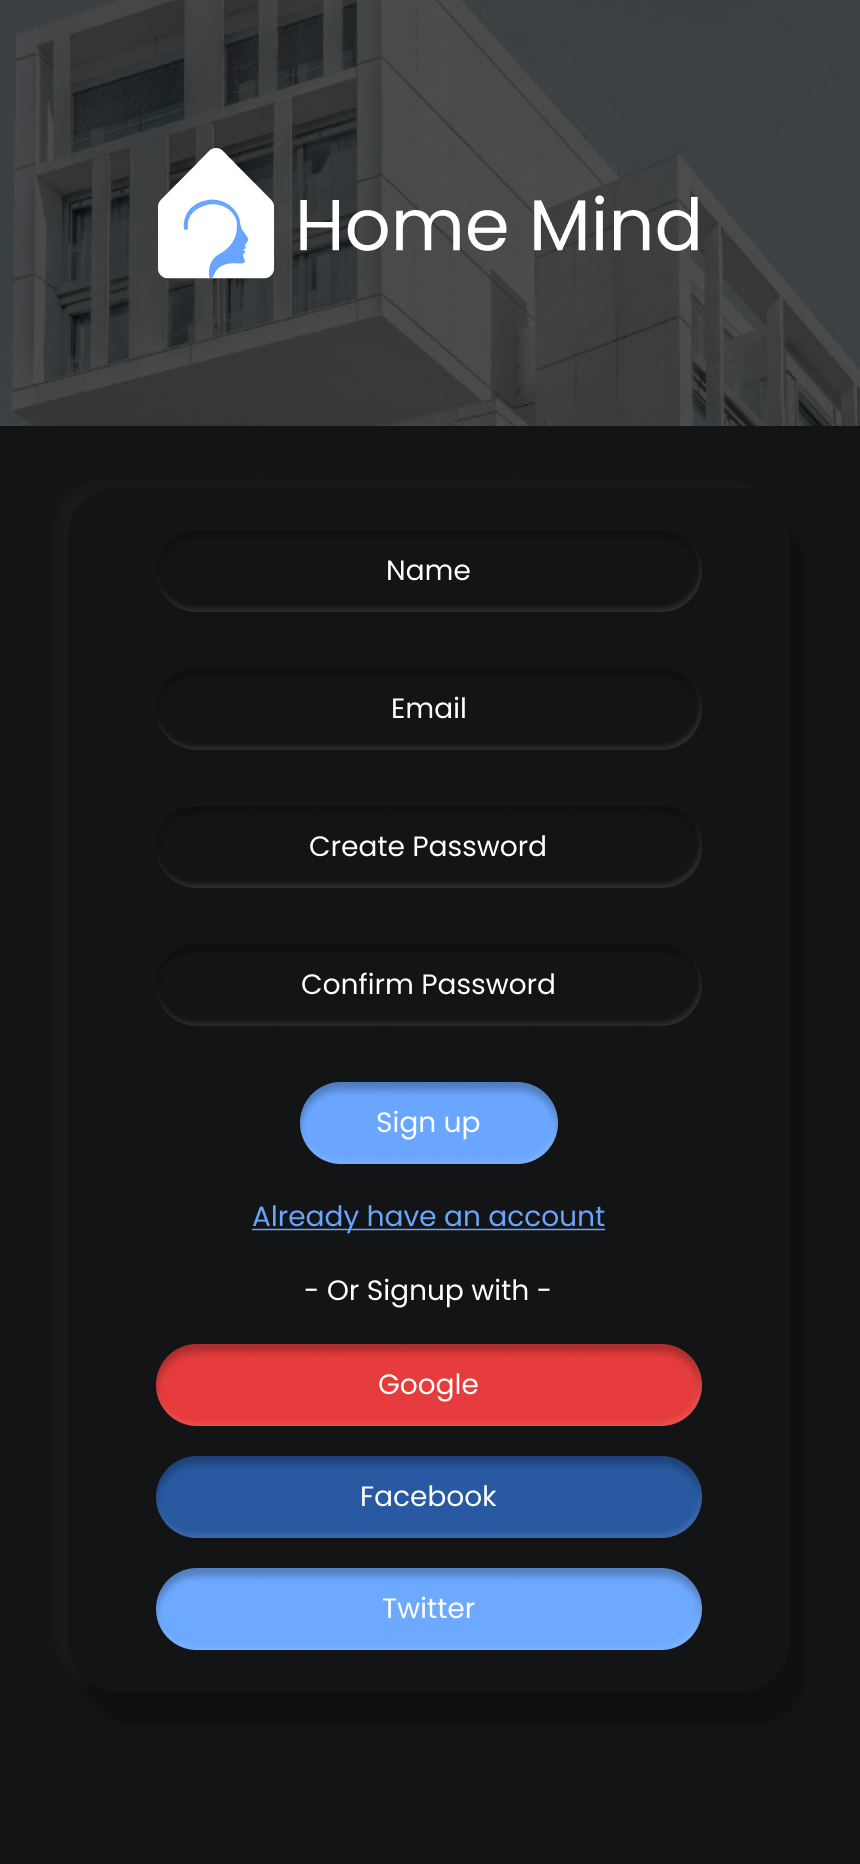 Home Mind
Name
Email
Create Password
Confirm Password
Sign up
Already have an account
- Or Signup with -
Google
Facebook
Twitter